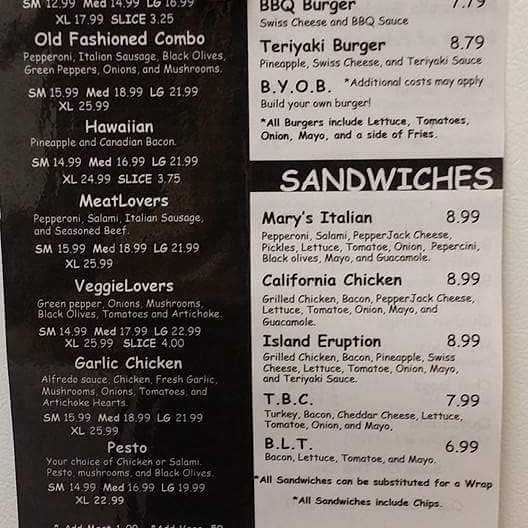 SM 12.99 Med 14.99 LG 16.99
XL 17.99 SLICE 3.25
Old Fashioned Combo
Pepperoni, Italian Sausage, Black Olives,
Green Peppers, Onions, and Mushrooms.
SM 15.99 Med 18.99 LG 21.99
XL 25.99
Hawaiian
Pineapple and Canadian Bacon.
SM 14.99 Med 16.99 LG 21.99
XL 24.99 SLICE 3.75
MeatLovers
Pepperoni, Salami, Italian Sausage,
and Seasoned Beef.
SM 15.99 Med 18.99 LG 21.99
XL 25.99
VeggieLovers
Green pepper, Onions, Mushrooms,
Black Olives, Tomatoes and Artichoke.
SM 14.99 Med 17.99 LG 22.99
XL 25.99 SLICE 4.00
Garlic Chicken
Alfredo sauce, Chicken, Fresh Garlic,
Mushrooms, Onions, Tomatoes, and
Artichoke Hearts.
SM 15.99 Med 18.99 LG 21.99
XL 25.99
Pesto
Your choice of Chicken or Salami.
Pesto, mushrooms, and Black Olives.
SM 14.99 Med 16.99 LG 19.99
XL 22.99
* Add Meat 1.00 *Add Vegg .50
BBQ Burger 7.79
Swiss Cheese and BBQ Sauce
Teriyaki Burger 8.79
Pineapple, Swiss Cheese, and Teriyaki Sauce
B.Y.O.B. *Additional costs may apply
Build your own burger!
*All Burgers include Lettuce, Tomatoes,
Onion, Mayo, and a side of Fries.
SANDWICHES
Mary's Italian 8.99
Pepperoni, Salami, PepperJack Cheese,
Pickles, Lettuce, Tomatoe, Onion, Pepercini,
Black olives, Mayo, and Guacamole.
California Chicken 8.99
Grilled Chicken, Bacon, PepperJack Cheese,
Lettuce, Tomatoe, Onion, Mayo, and
Guacamole.
Island Eruption 8.99
Grilled Chicken, Bacon, Pineapple, Swiss
Cheese, Lettuce, Tomatoe, Onion, Mayo,
and Teriyaki Sauce.
T.B.C. 7.99
Turkey, Bacon, Cheddar Cheese, Lettuce,
Tomatoe, Onion, and Mayo.
B.L.T. 6.99
Bacon, Lettuce, Tomatoe, and Mayo.
*All Sandwiches can be substituted for a Wrap
*All Sandwiches include Chips.